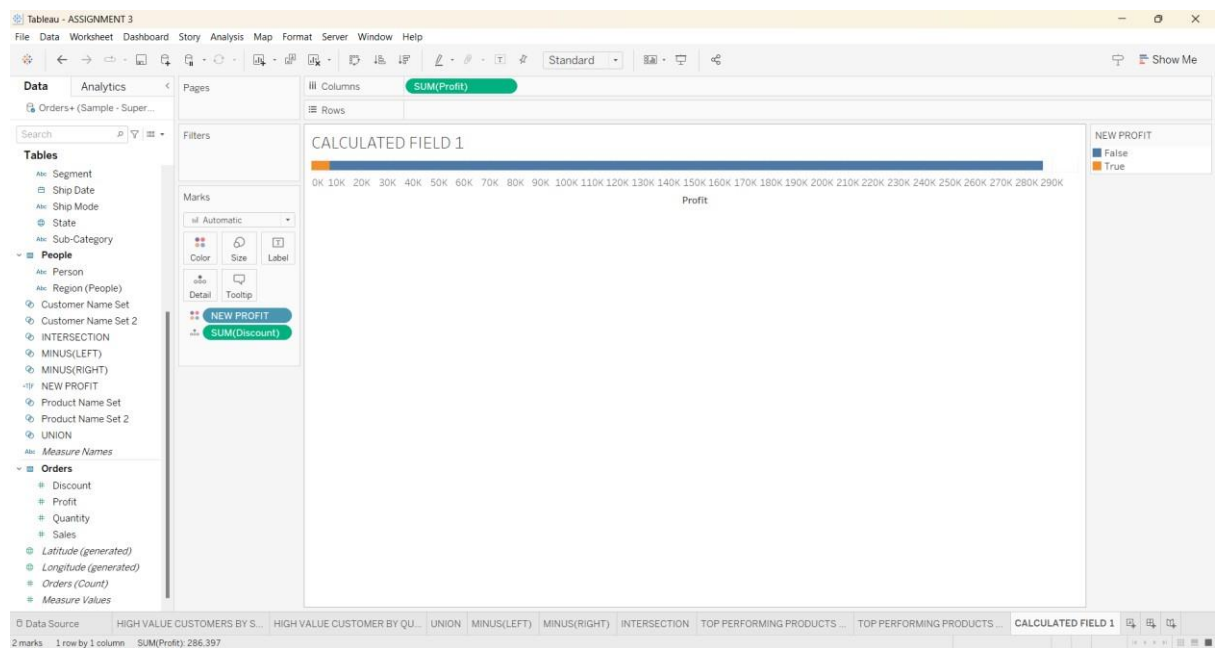 Tableau - ASSIGNMENT 3
File Data Worksheet Dashboard Story Analysis Map Format Server Window Help
Standard
Show Me
Data Analytics
Orders+ (Sample - Super...
Search
Tables
Abc Segment
Ship Date
Abc Ship Mode
State
Abc Sub-Category
People
Abc Person
Abc Region (People)
Customer Name Set
Customer Name Set 2
INTERSECTION
MINUS(LEFT)
MINUS(RIGHT)
NEW PROFIT
Product Name Set
Product Name Set 2
UNION
Abc Measure Names
Orders
# Discount
# Profit
# Quantity
# Sales
Latitude (generated)
Longitude (generated)
# Orders (Count)
# Measure Values
Pages
Filters
Marks
Automatic
Color Size Label
Detail Tooltip
NEW PROFIT
SUM(Discount)
Columns SUM(Profit)
Rows
CALCULATED FIELD 1
0K 10K 20K 30K 40K 50K 60K 70K 80K 90K 100K 110K 120K 130K 140K 150K 160K 170K 180K 190K 200K 210K 220K 230K 240K 250K 260K 270K 280K 290K
Profit
NEW PROFIT
False
True
Data Source HIGH VALUE CUSTOMERS BY S... HIGH VALUE CUSTOMER BY QU... UNION MINUS(LEFT) MINUS(RIGHT) INTERSECTION TOP PERFORMING PRODUCTS ... TOP PERFORMING PRODUCTS ... CALCULATED FIELD 1
2 marks 1 row by 1 column SUM(Profit): 286,397